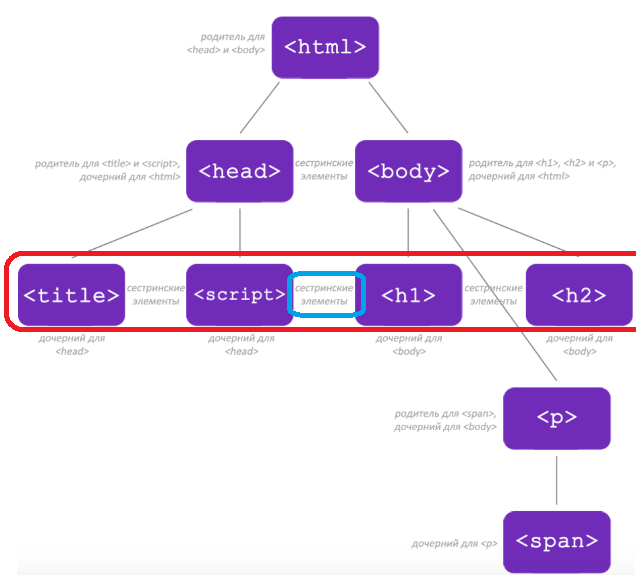 родитель для
<head> и <body>
<html>
родитель для <title> и <script>,
дочерний для <html>
<head>
сестринские
элементы
<body>
родитель для <h1>, <h2> и <p>,
дочерний для <html>
<title>
сестринские
элементы
<script>
сестринские
элементы
<h1>
сестринские
элементы
<h2>
дочерний для
<head>
дочерний для
<head>
дочерний для
<body>
дочерний для
<body>
родитель для <span>,
дочерний для <body>
<p>
дочерний для <p>
<span>